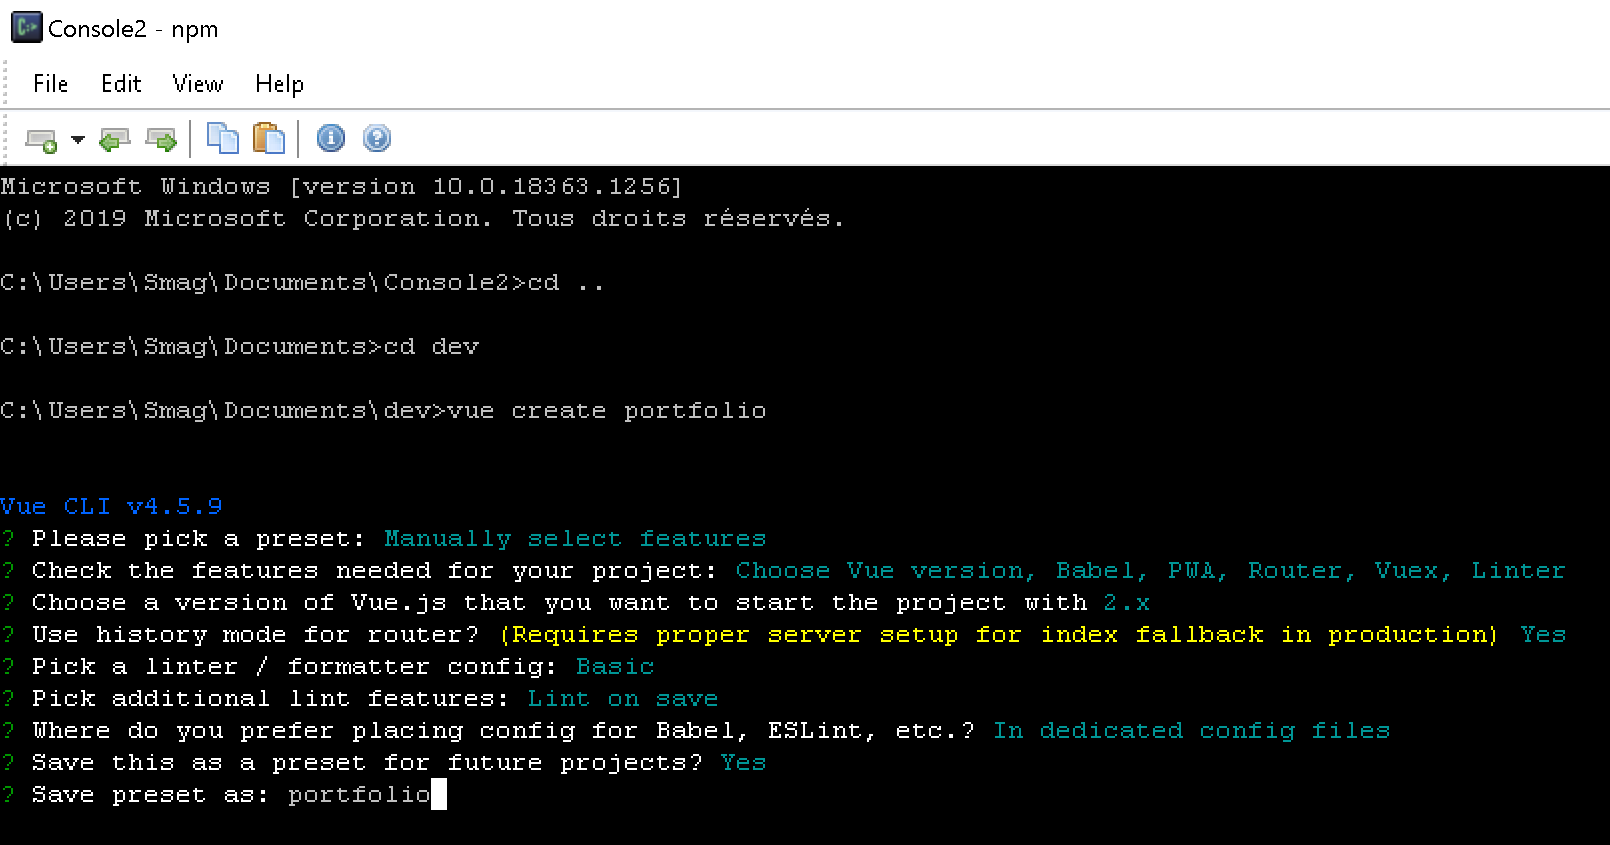 Console2 - npm
File Edit View Help
Microsoft Windows [version 10.0.18363.1256]
(c) 2019 Microsoft Corporation. Tous droits réservés.
C:\Users\Smag\Documents\Console2>cd ..
C:\Users\Smag\Documents>cd dev
C:\Users\Smag\Documents\dev>vue create portfolio
Vue CLI v4.5.9
? Please pick a preset: Manually select features
? Check the features needed for your project: Choose Vue version, Babel, PWA, Router, Vuex, Linter
? Choose a version of Vue.js that you want to start the project with 2.x
? Use history mode for router? (Requires proper server setup for index fallback in production) Yes
? Pick a linter / formatter config: Basic
? Pick additional lint features: Lint on save
? Where do you prefer placing config for Babel, ESLint, etc.? In dedicated config files
? Save this as a preset for future projects? Yes
? Save preset as: portfolio